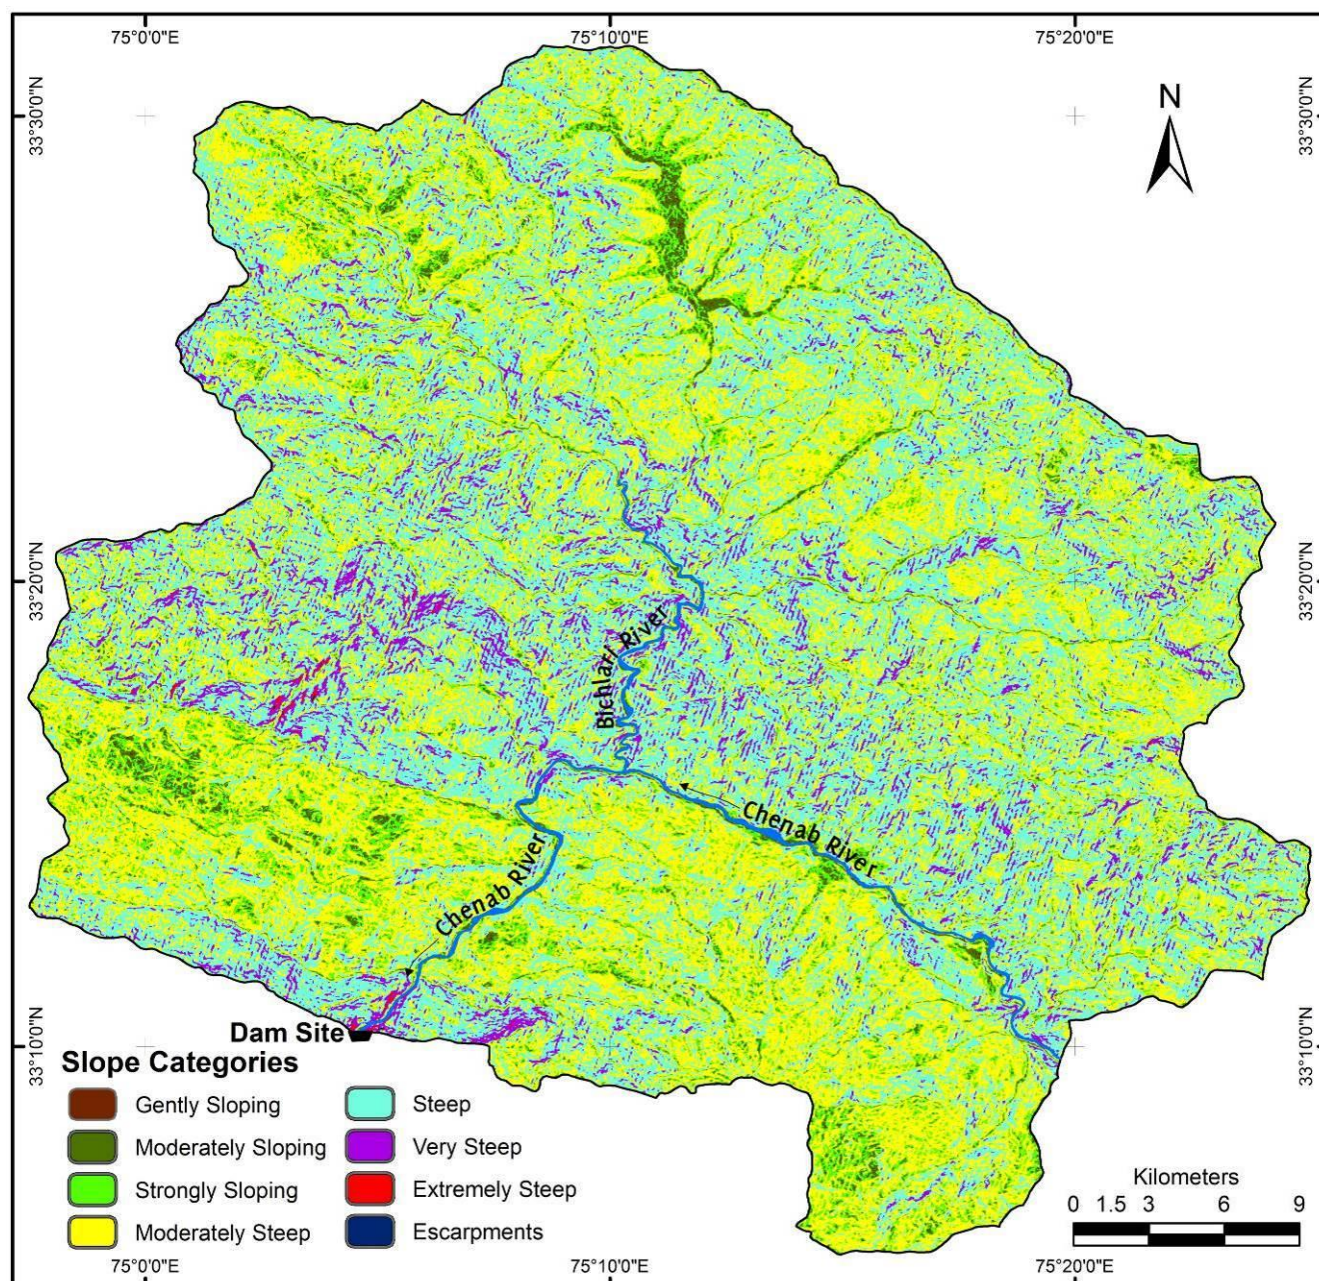 75°0'0"E 75°10'0"E 75°20'0"E
N
33°30'0"N 33°30'0"N
33°20'0"N 33°20'0"N
Bichlari River
Chenab River
Chenab River
Dam Site
33°10'0"N 33°10'0"N
Slope Categories
Gently Sloping
Moderately Sloping
Strongly Sloping
Moderately Steep
Steep
Very Steep
Extremely Steep
Escarpments
Kilometers
0 1.5 3 6 9
75°0'0"E 75°10'0"E 75°20'0"E